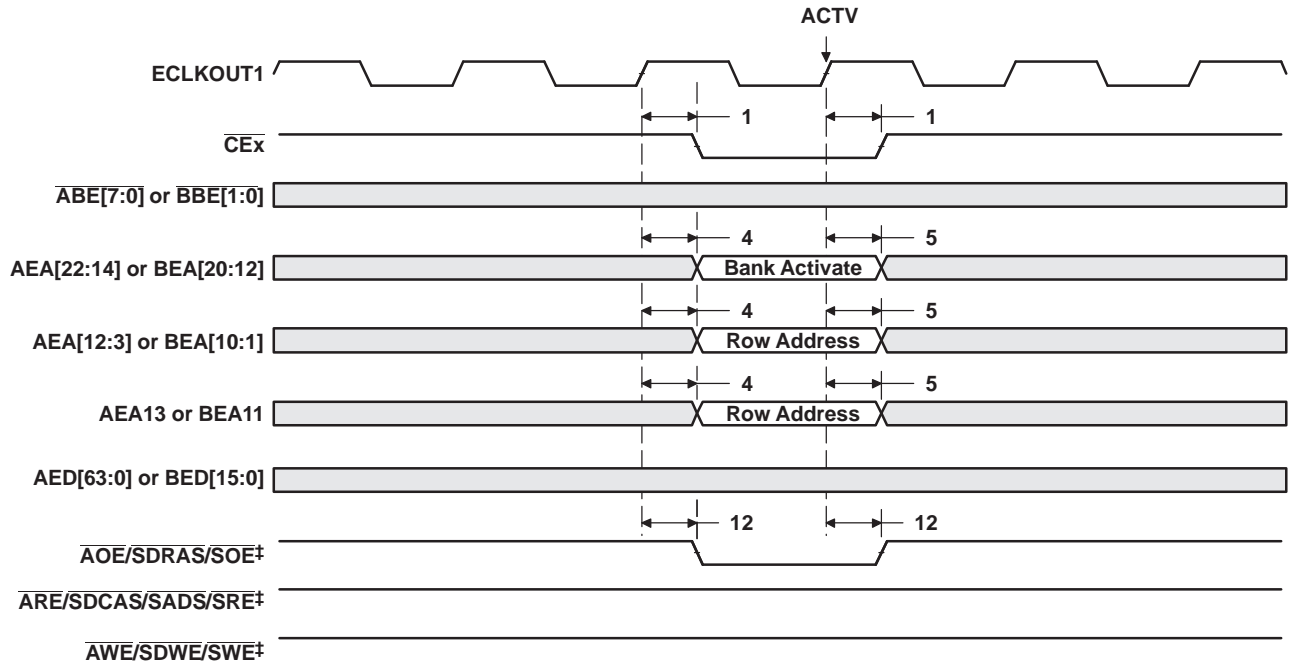 ACTV
ECLKOUT1
1 1
CEx
ABE[7:0] or BBE[1:0]
4 5
AEA[22:14] or BEA[20:12] Bank Activate
4 5
AEA[12:3] or BEA[10:1] Row Address
4 5
AEA13 or BEA11 Row Address
AED[63:0] or BED[15:0]
12 12
AOE/SDRAS/SOE‡
ARE/SDCAS/SADS/SRE‡
AWE/SDWE/SWE‡